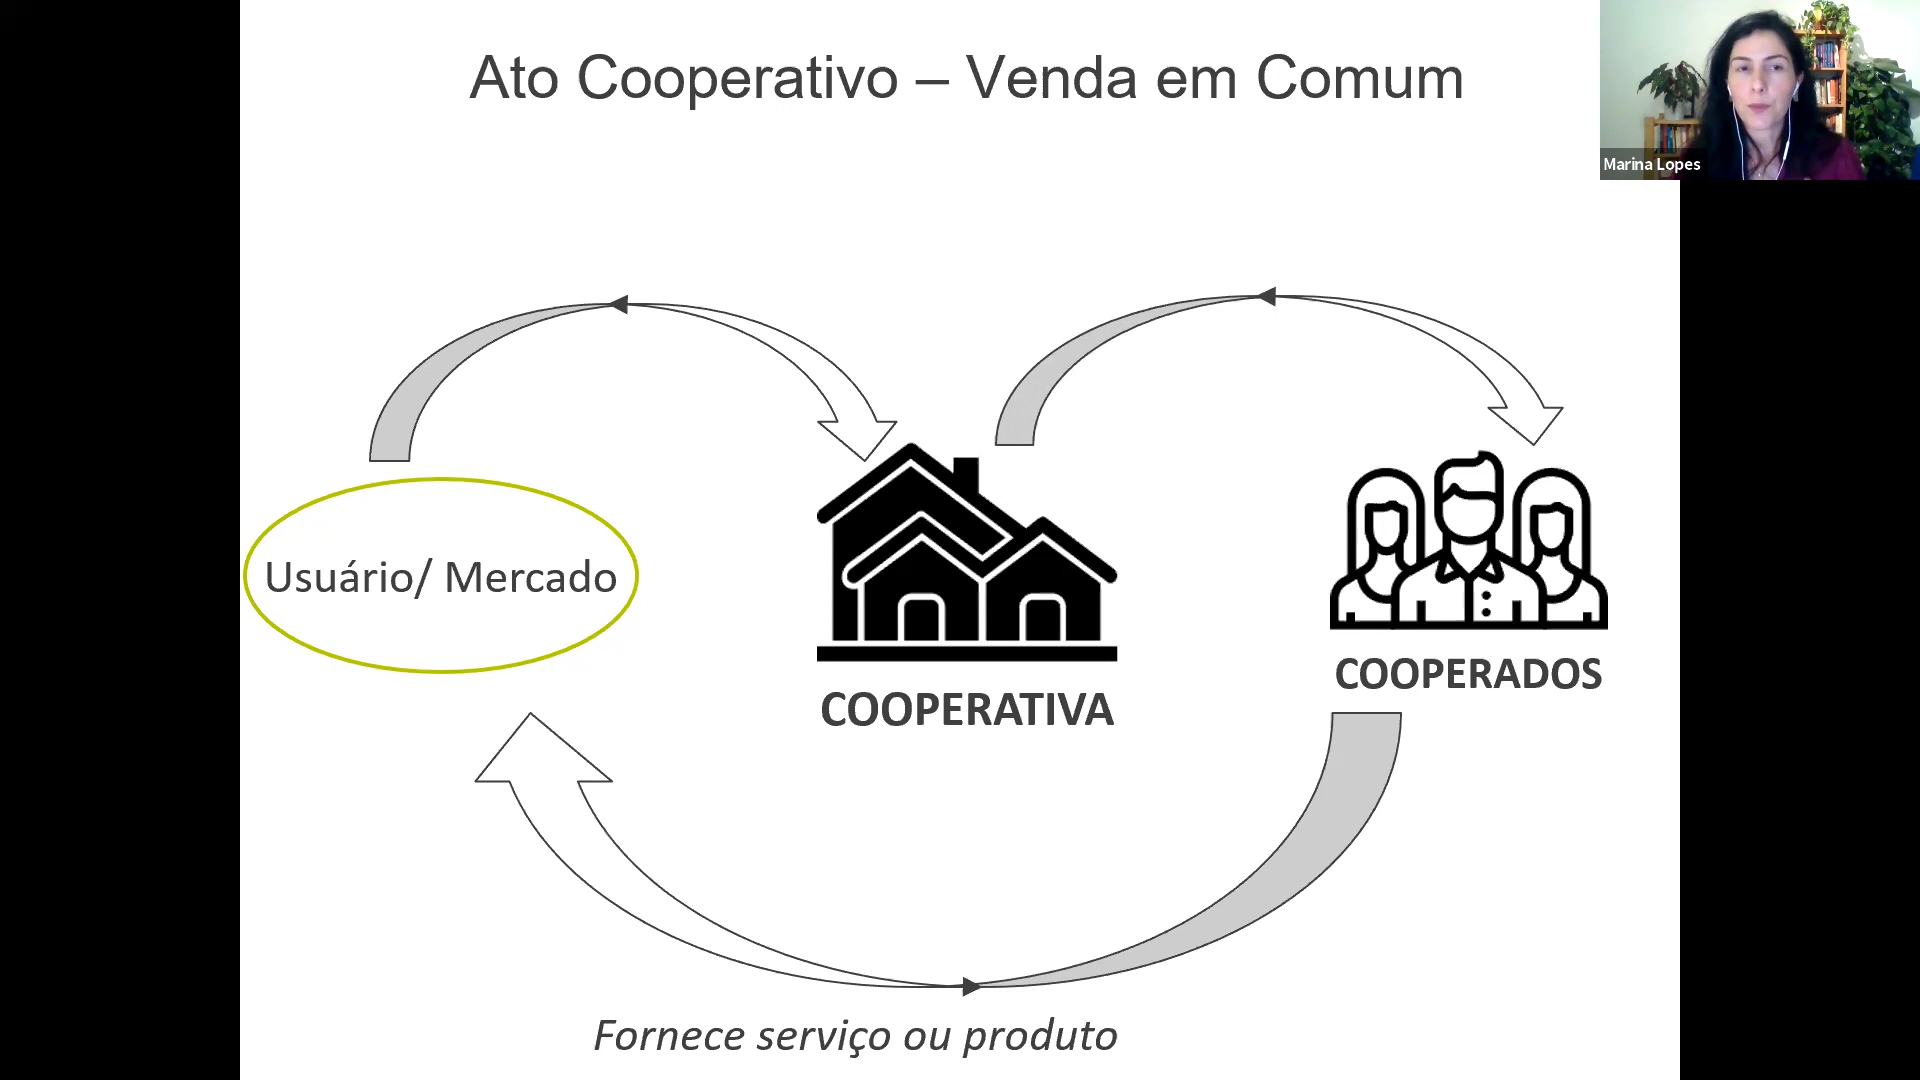 Ato Cooperativo – Venda em Comum
Marina Lopes
Usuário/ Mercado
COOPERATIVA
COOPERADOS
Fornece serviço ou produto